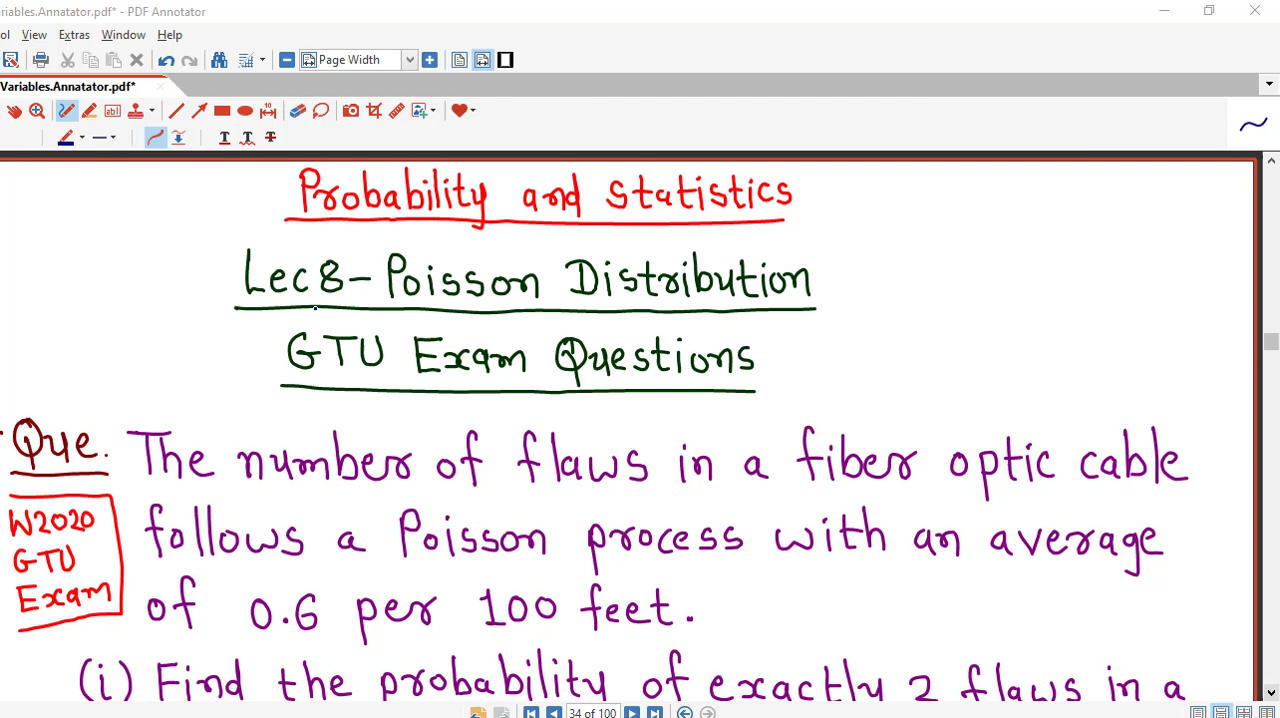 ariables.Annatator.pdf* - PDF Annotator
ol View Extras Window Help
Page Width
Variables.Annatator.pdf*
Probability and Statistics
Lec 8 - Poisson Distribution
GTU Exam Questions
Que. The number of flaws in a fiber optic cable
W2020
GTU
Exam
follows a Poisson process with an average
of 0.6 per 100 feet.
(i) Find the probability of exactly 2 flaws in a
34 of 100